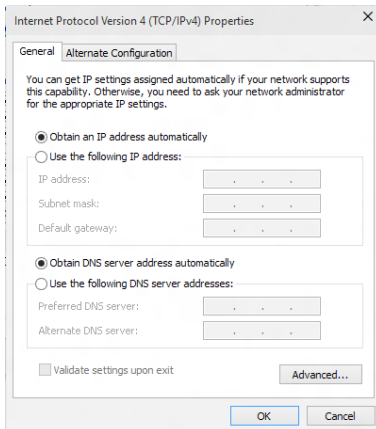 Internet Protocol Version 4 (TCP/IPv4) Properties
General
Alternate Configuration
You can get IP settings assigned automatically if your network supports
this capability. Otherwise, you need to ask your network administrator
for the appropriate IP settings.
Obtain an IP address automatically
Use the following IP address:
IP address:
Subnet mask:
Default gateway:
Obtain DNS server address automatically
Use the following DNS server addresses:
Preferred DNS server:
Alternate DNS server:
Validate settings upon exit
Advanced...
OK
Cancel